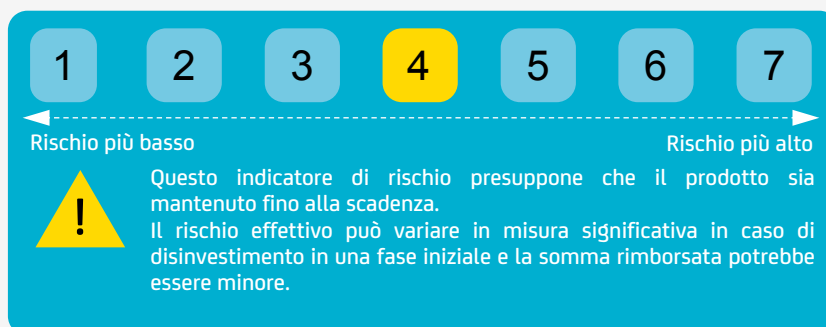 1 2 3 4 5 6 7
Rischio più basso Rischio più alto
! Questo indicatore di rischio presuppone che il prodotto sia
mantenuto fino alla scadenza.
Il rischio effettivo può variare in misura significativa in caso di
disinvestimento in una fase iniziale e la somma rimborsata potrebbe
essere minore.